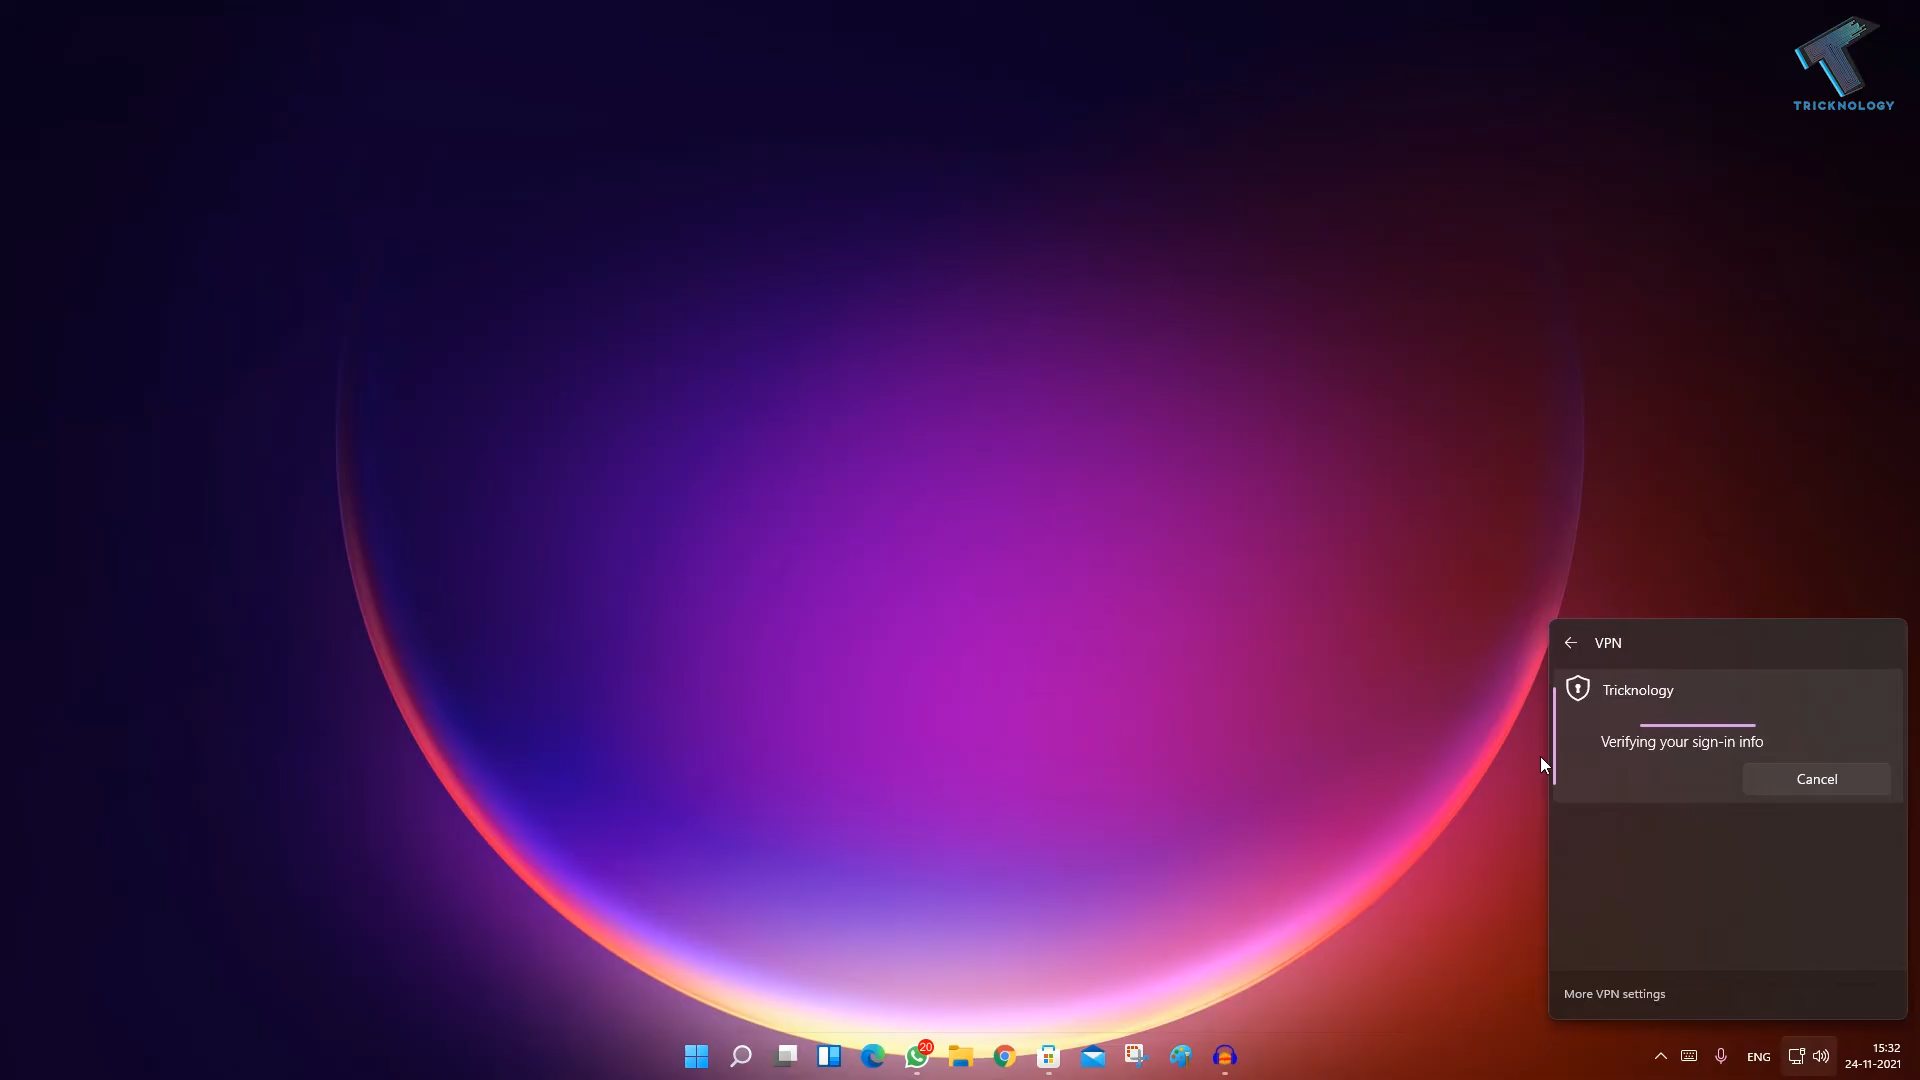 TRICKNOLOGY
VPN
Tricknology
Verifying your sign-in info
Cancel
More VPN settings
20
ENG
15:32
24-11-2021